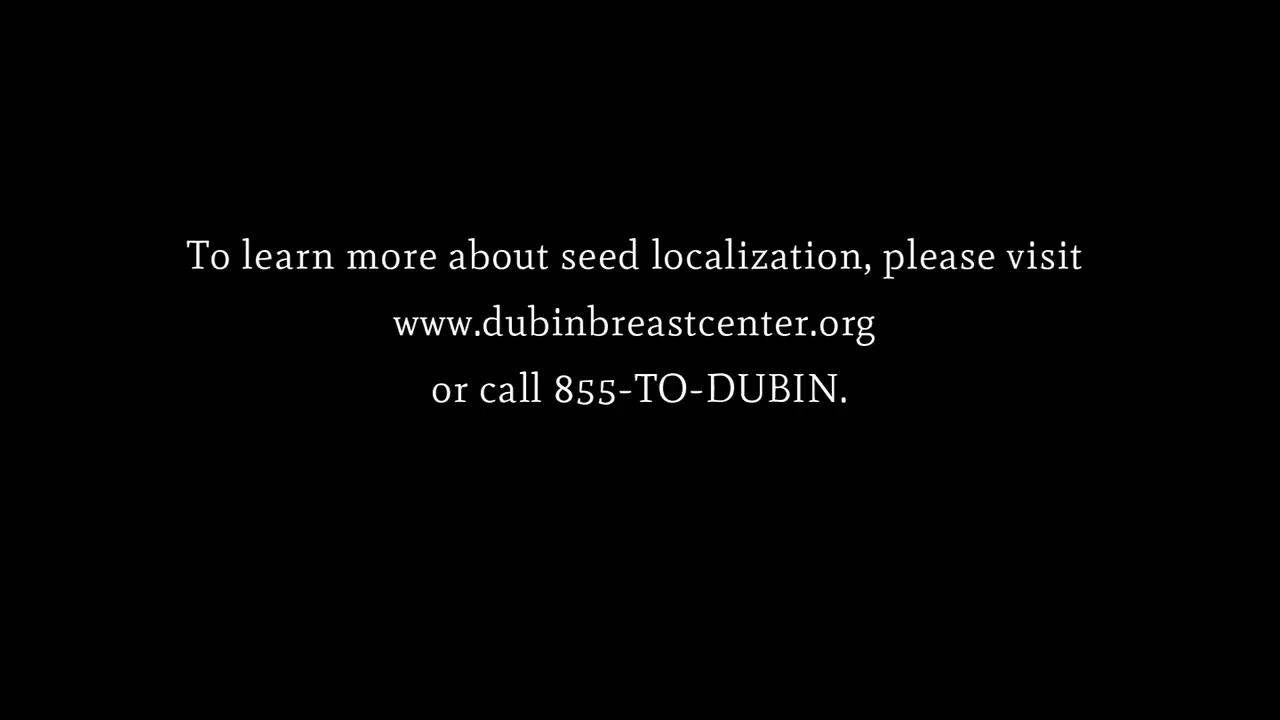 To learn more about seed localization, please visit
www.dubinbreastcenter.org
or call 855-TO-DUBIN.